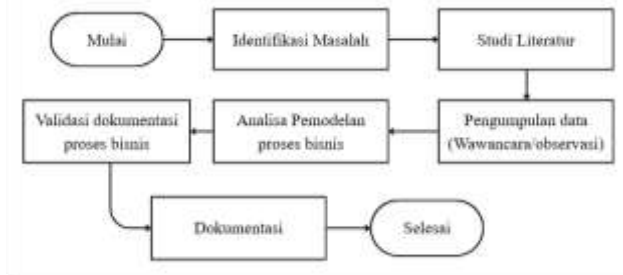 Mulai
Identifikasi Masalah
Studi Literatur
Pengumpulan data
(Wawancara/observasi)
Analisa Pemodelan
proses bisnis
Validasi dokumentasi
proses bisnis
Dokumentasi
Selesai